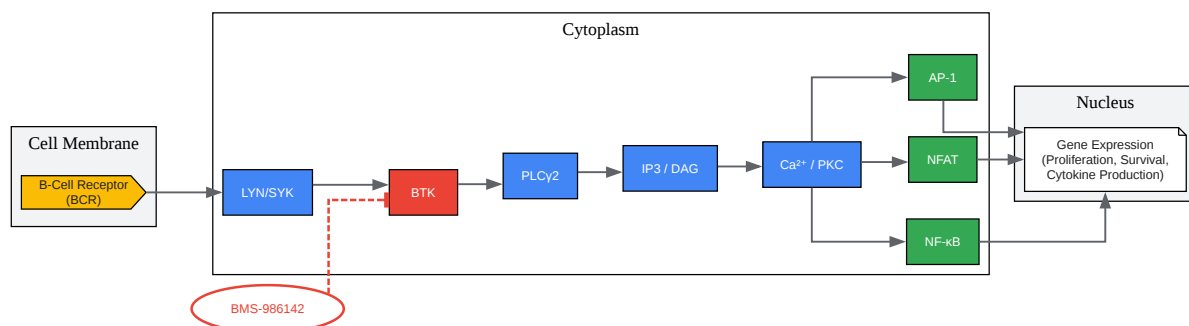 Cytoplasm
Cell Membrane
B-Cell Receptor
(BCR)
LYN/SYK
BTK
PLCγ2
IP3 / DAG
Ca²⁺ / PKC
AP-1
NFAT
NF-κB
Nucleus
Gene Expression
(Proliferation, Survival,
Cytokine Production)
BMS-986142